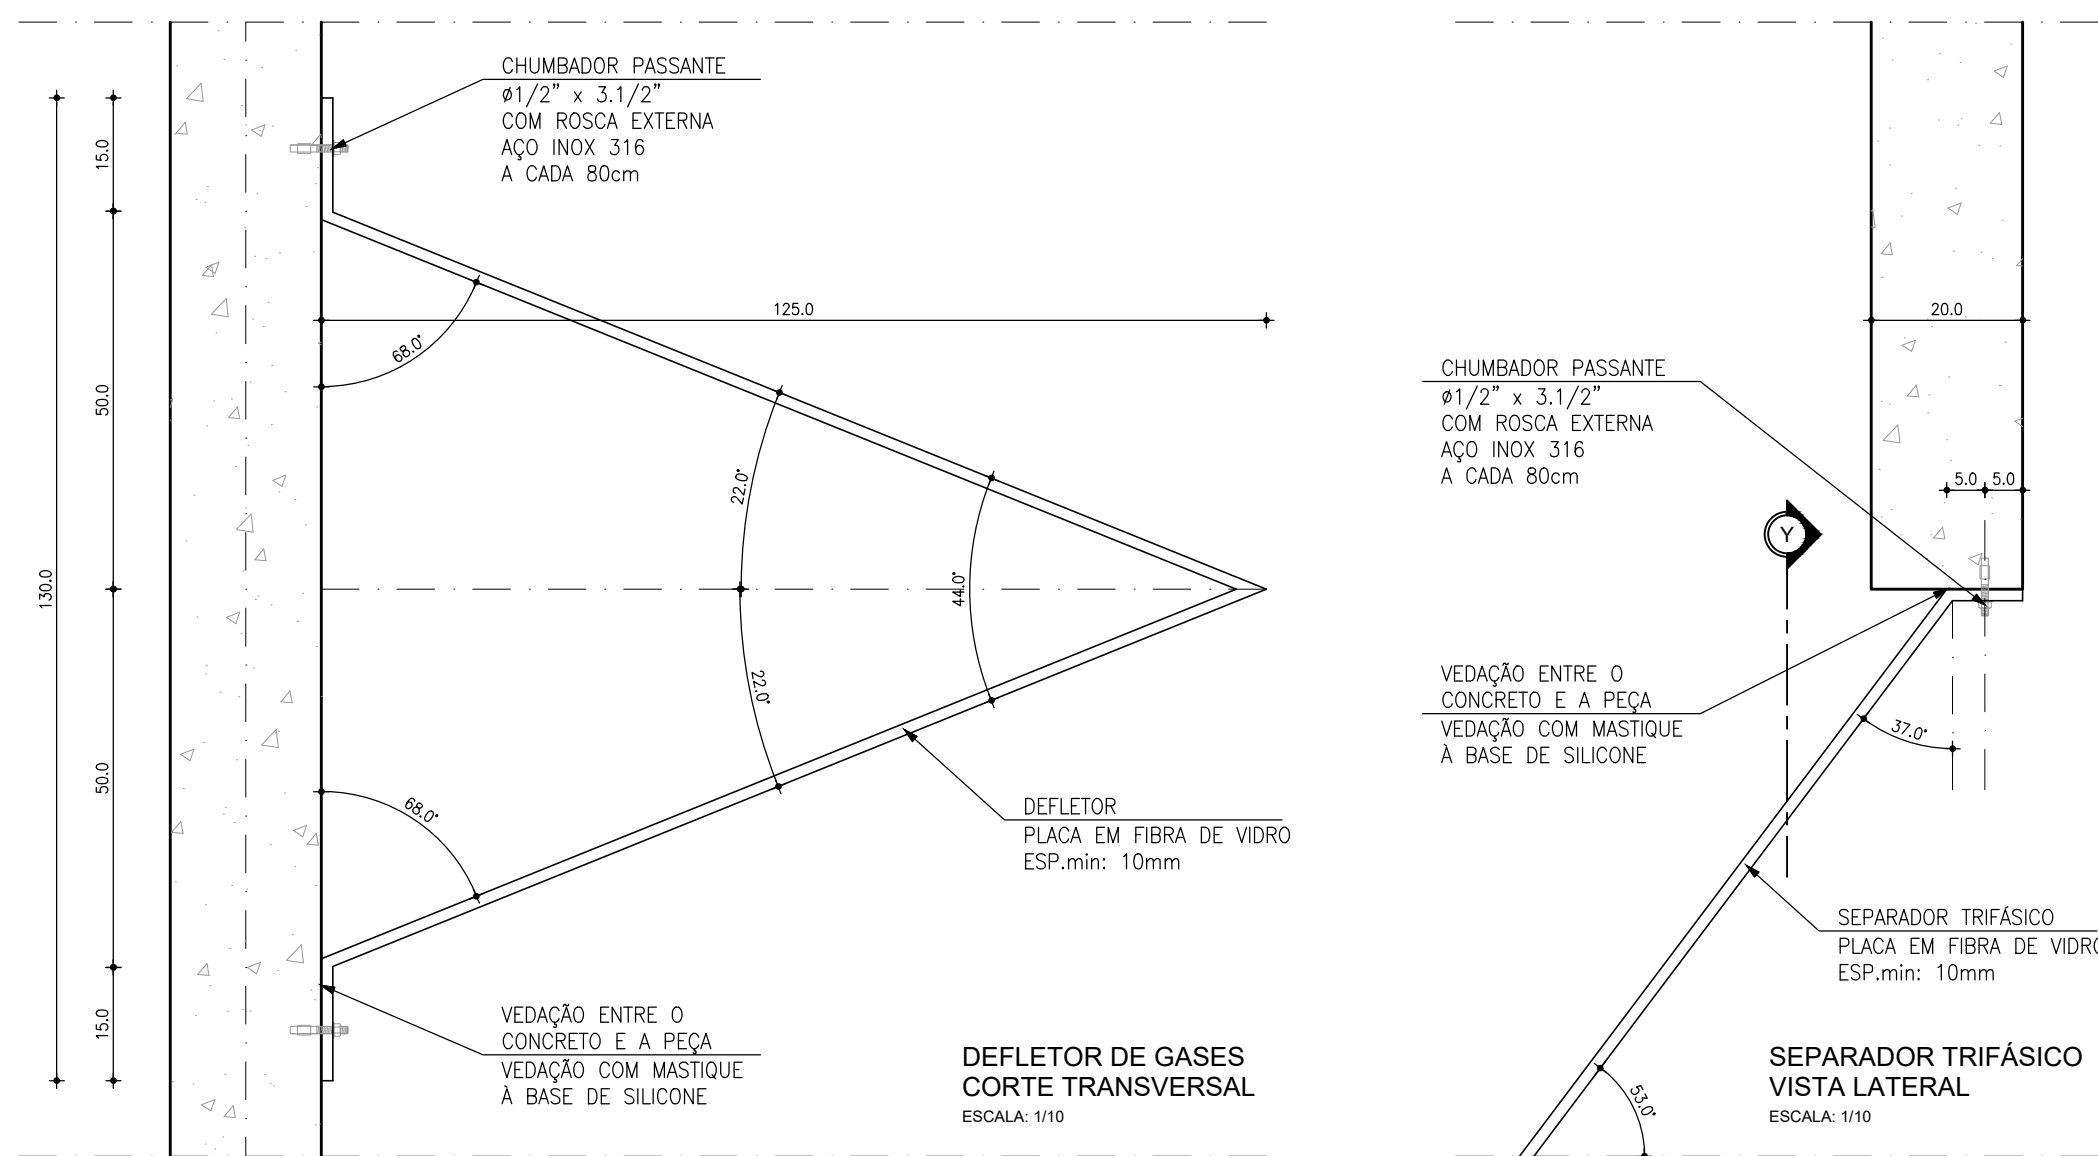 CHUMBADOR PASSANTE
ø1/2" x 3.1/2"
COM ROSCA EXTERNA
AÇO INOX 316
A CADA 80cm
15.0
50.0
130.0
50.0
15.0
125.0
68.0°
22.0°
44.0°
22.0°
68.0°
DEFLETOR
PLACA EM FIBRA DE VIDRO
ESP.min: 10mm
VEDAÇÃO ENTRE O
CONCRETO E A PEÇA
VEDAÇÃO COM MASTIQUE
À BASE DE SILICONE
DEFLETOR DE GASES
CORTE TRANSVERSAL
ESCALA: 1/10
20.0
CHUMBADOR PASSANTE
ø1/2" x 3.1/2"
COM ROSCA EXTERNA
AÇO INOX 316
A CADA 80cm
5.0 5.0
Y
VEDAÇÃO ENTRE O
CONCRETO E A PEÇA
VEDAÇÃO COM MASTIQUE
À BASE DE SILICONE
37.0°
SEPARADOR TRIFÁSICO
PLACA EM FIBRA DE VIDRO
ESP.min: 10mm
53.0°
SEPARADOR TRIFÁSICO
VISTA LATERAL
ESCALA: 1/10